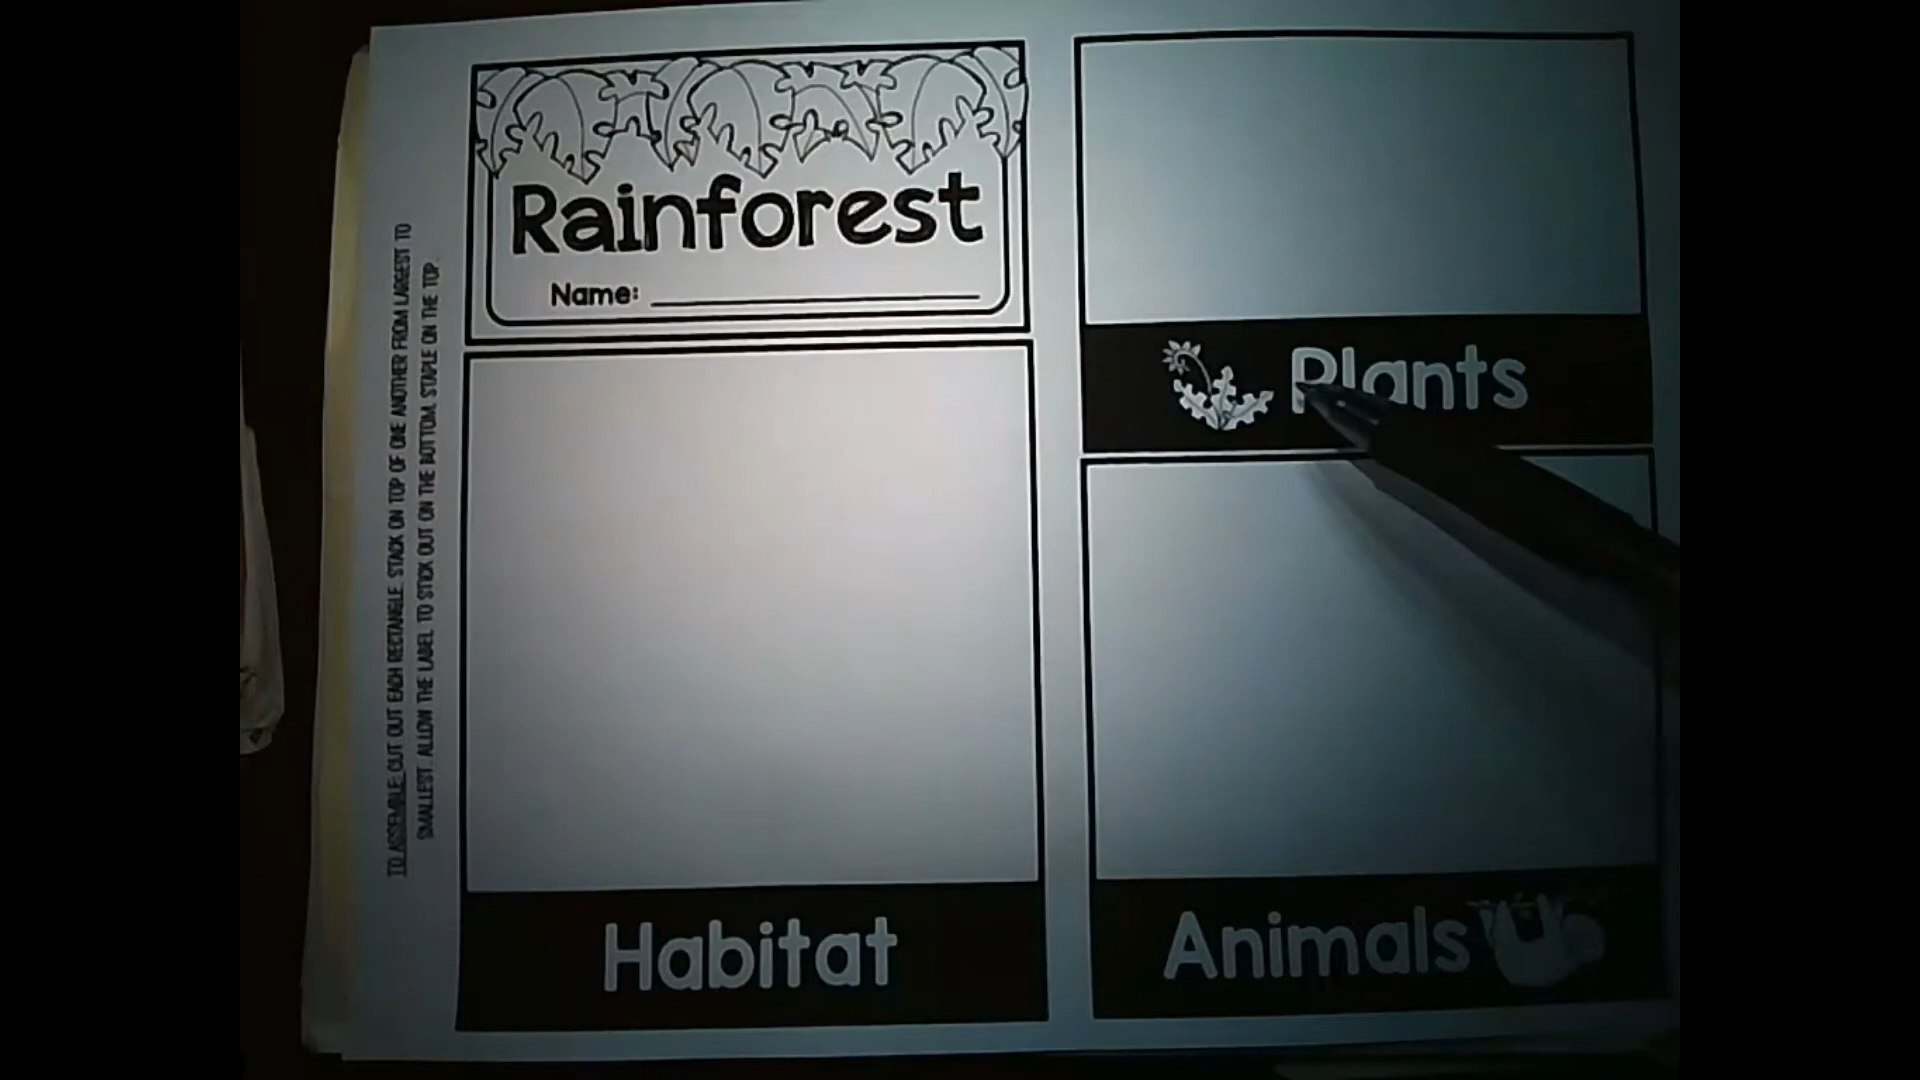 Rainforest
Name:
Habitat
Plants
Animals
TO ASSEMBLE: CUT OUT EACH RECTANGLE. STACK ON TOP OF ONE ANOTHER FROM LARGEST TO
SMALLEST. ALLOW THE LABEL TO STICK OUT ON THE BOTTOM. STAPLE ON THE TOP.